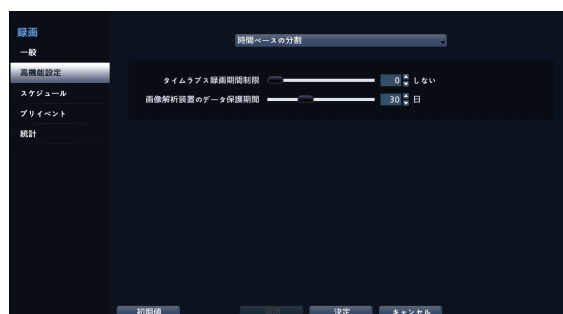 録画
一般
高機能設定
スケジュール
プリイベント
統計
時間ベースの分割
タイムラプス録画期間制限 0 しない
画像解析装置のデータ保護期間 30 日
初期値 決定 キャンセル